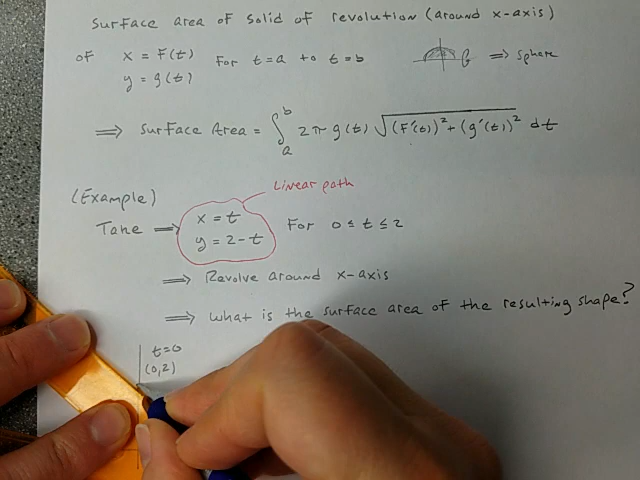 Surface area of solid of revolution (around x-axis)
of x = F(t) For t=a to t=b ⟹ Sphere
y = g(t)
⟹ Surface Area = ∫_a^b 2π g(t) √((F'(t))² + (g'(t))²) dt
Linear path
(Example)
Take ⟹ x = t For 0 ≤ t ≤ 2
y = 2 - t
⟹ Revolve around x-axis
⟹ What is the surface area of the resulting shape?
t=0
(0,2)